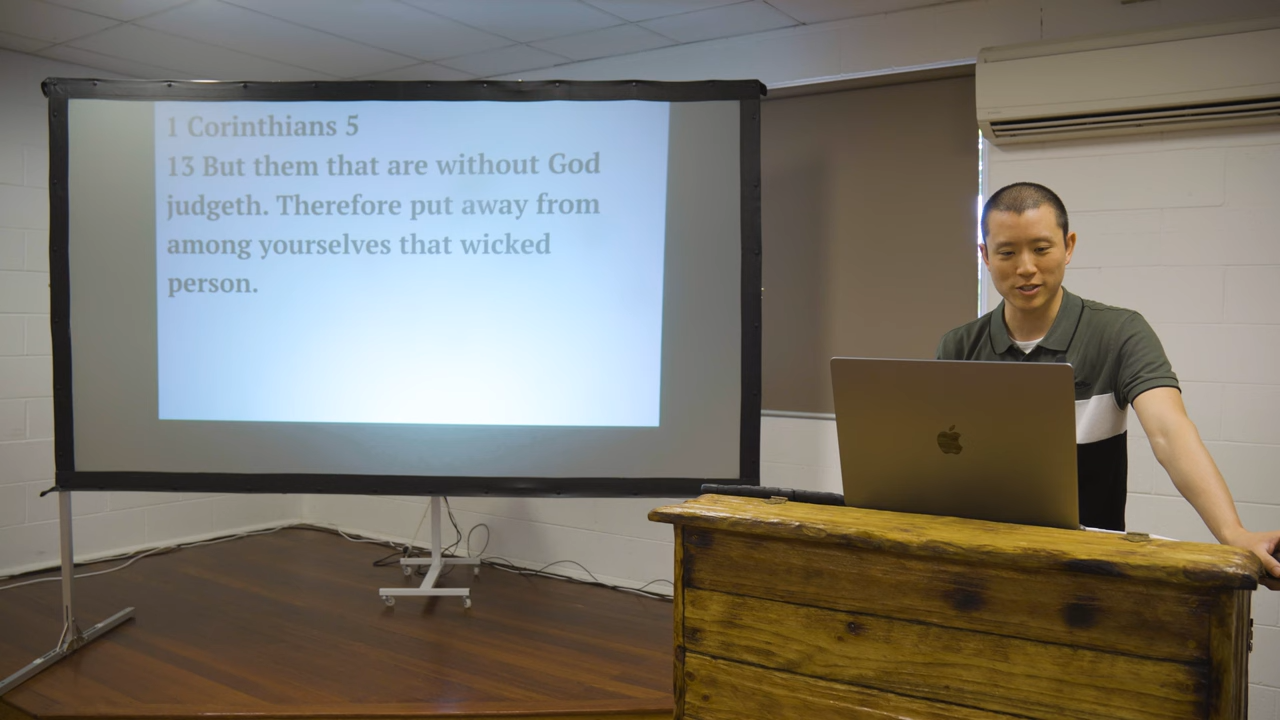 1 Corinthians 5
13 But them that are without God
judgeth. Therefore put away from
among yourselves that wicked
person.